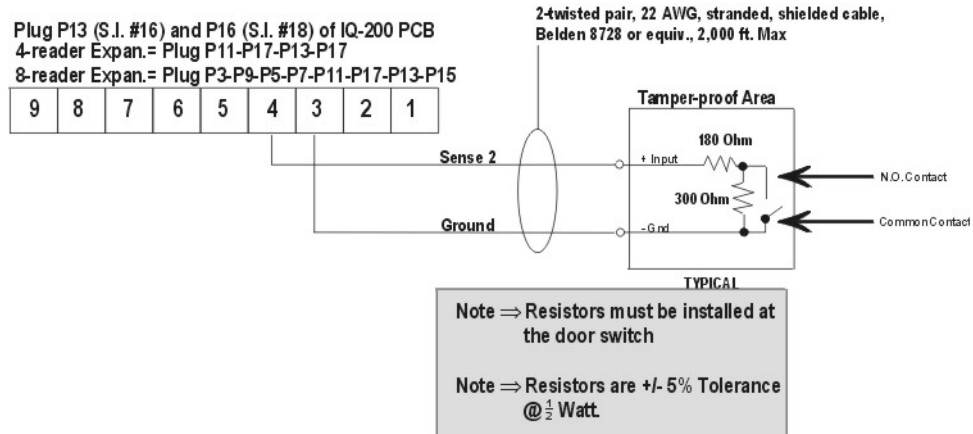 Plug P13 (S.I. #16) and P16 (S.I. #18) of IQ-200 PCB
4-reader Expan.= Plug P11-P17-P13-P17
8-reader Expan.= Plug P3-P9-P5-P7-P11-P17-P13-P15
9 8 7 6 5 4 3 2 1
2-twisted pair, 22 AWG, stranded, shielded cable,
Belden 8728 or equiv., 2,000 ft. Max
Tamper-proof Area
180 Ohm
Sense 2
+ Input
N.O. Contact
300 Ohm
Ground
-Gnd
Common Contact
TYPICAL
Note ⇒ Resistors must be installed at
the door switch
Note ⇒ Resistors are +/- 5% Tolerance
@ 1/2 Watt.